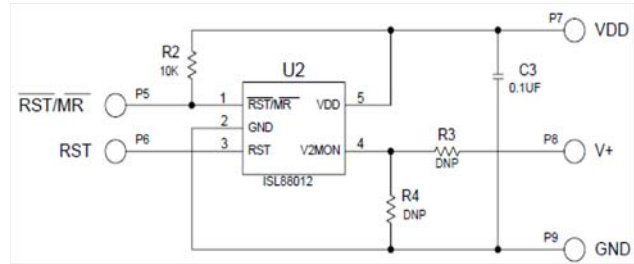 P7
VDD
R2
10K
U2
C3
0.1UF
RST/MR
P5
1
RST/MR
VDD
5
2
GND
R3
RST
P6
3
RST
V2MON
4
P8
V+
ISL88012
DNP
R4
DNP
P9
GND